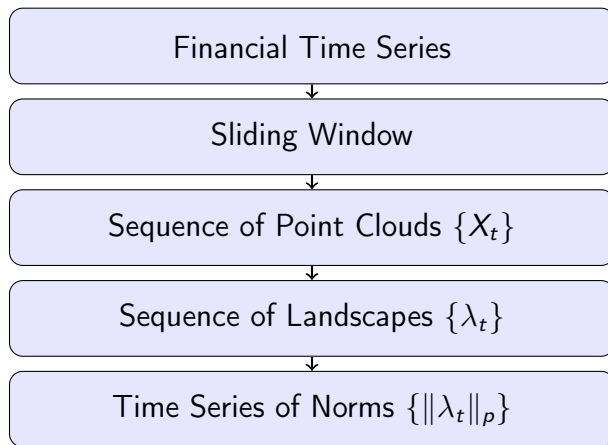 Financial Time Series
Sliding Window
Sequence of Point Clouds {X_t}
Sequence of Landscapes {λ_t}
Time Series of Norms {‖λ_t‖_p}